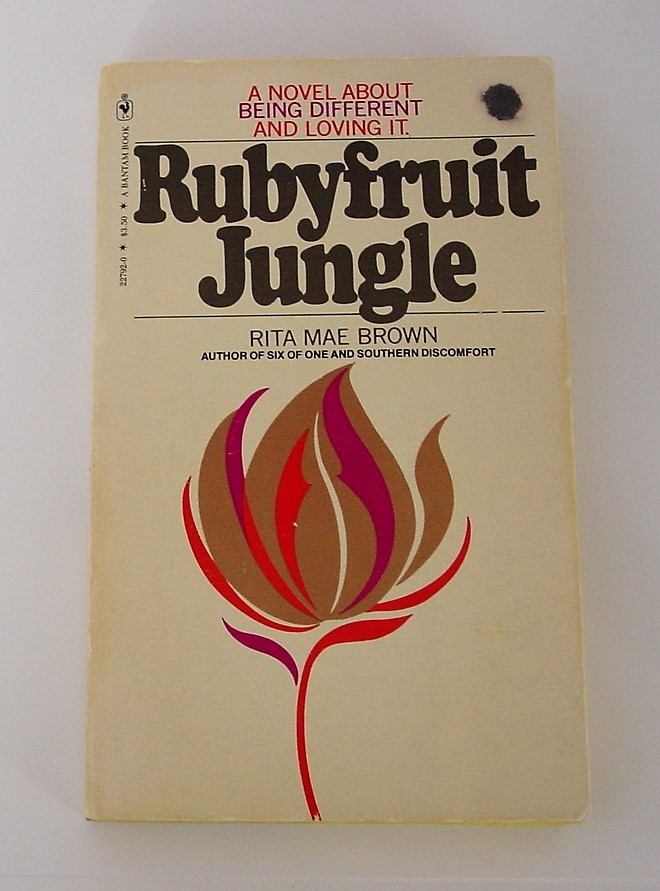 A NOVEL ABOUT
BEING DIFFERENT
AND LOVING IT.
Rubyfruit
Jungle
RITA MAE BROWN
AUTHOR OF SIX OF ONE AND SOUTHERN DISCOMFORT
22792-0 ★ $3.50 ★ A BANTAM BOOK ®